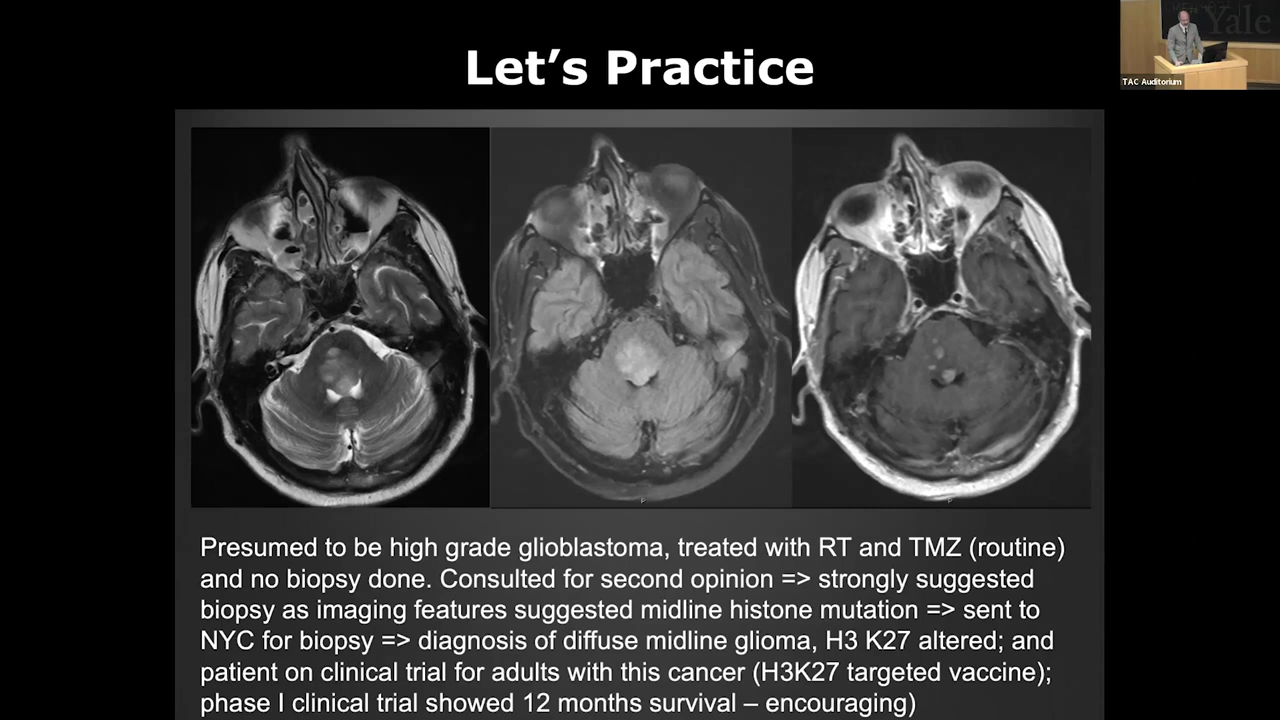 Let's Practice
Yale
TAC Auditorium
Presumed to be high grade glioblastoma, treated with RT and TMZ (routine)
and no biopsy done. Consulted for second opinion => strongly suggested
biopsy as imaging features suggested midline histone mutation => sent to
NYC for biopsy => diagnosis of diffuse midline glioma, H3 K27 altered; and
patient on clinical trial for adults with this cancer (H3K27 targeted vaccine);
phase I clinical trial showed 12 months survival – encouraging)